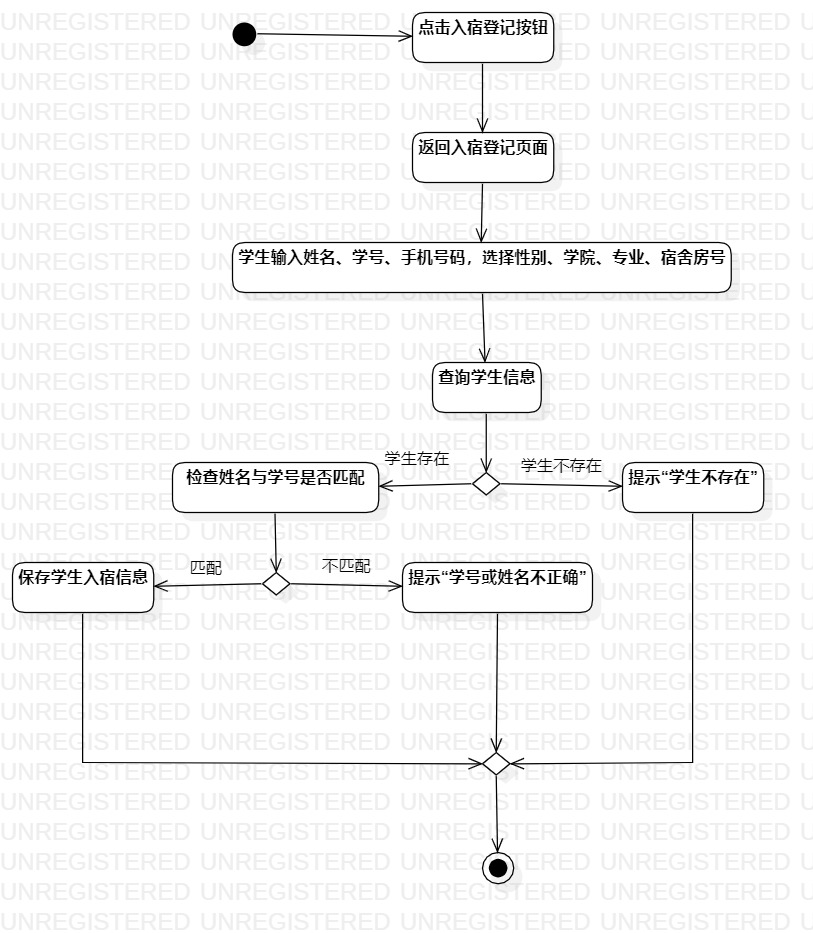 点击入宿登记按钮
返回入宿登记页面
学生输入姓名、学号、手机号码，选择性别、学院、专业、宿舍房号
查询学生信息
学生存在
学生不存在
检查姓名与学号是否匹配
提示“学生不存在”
匹配
不匹配
保存学生入宿信息
提示“学号或姓名不正确”